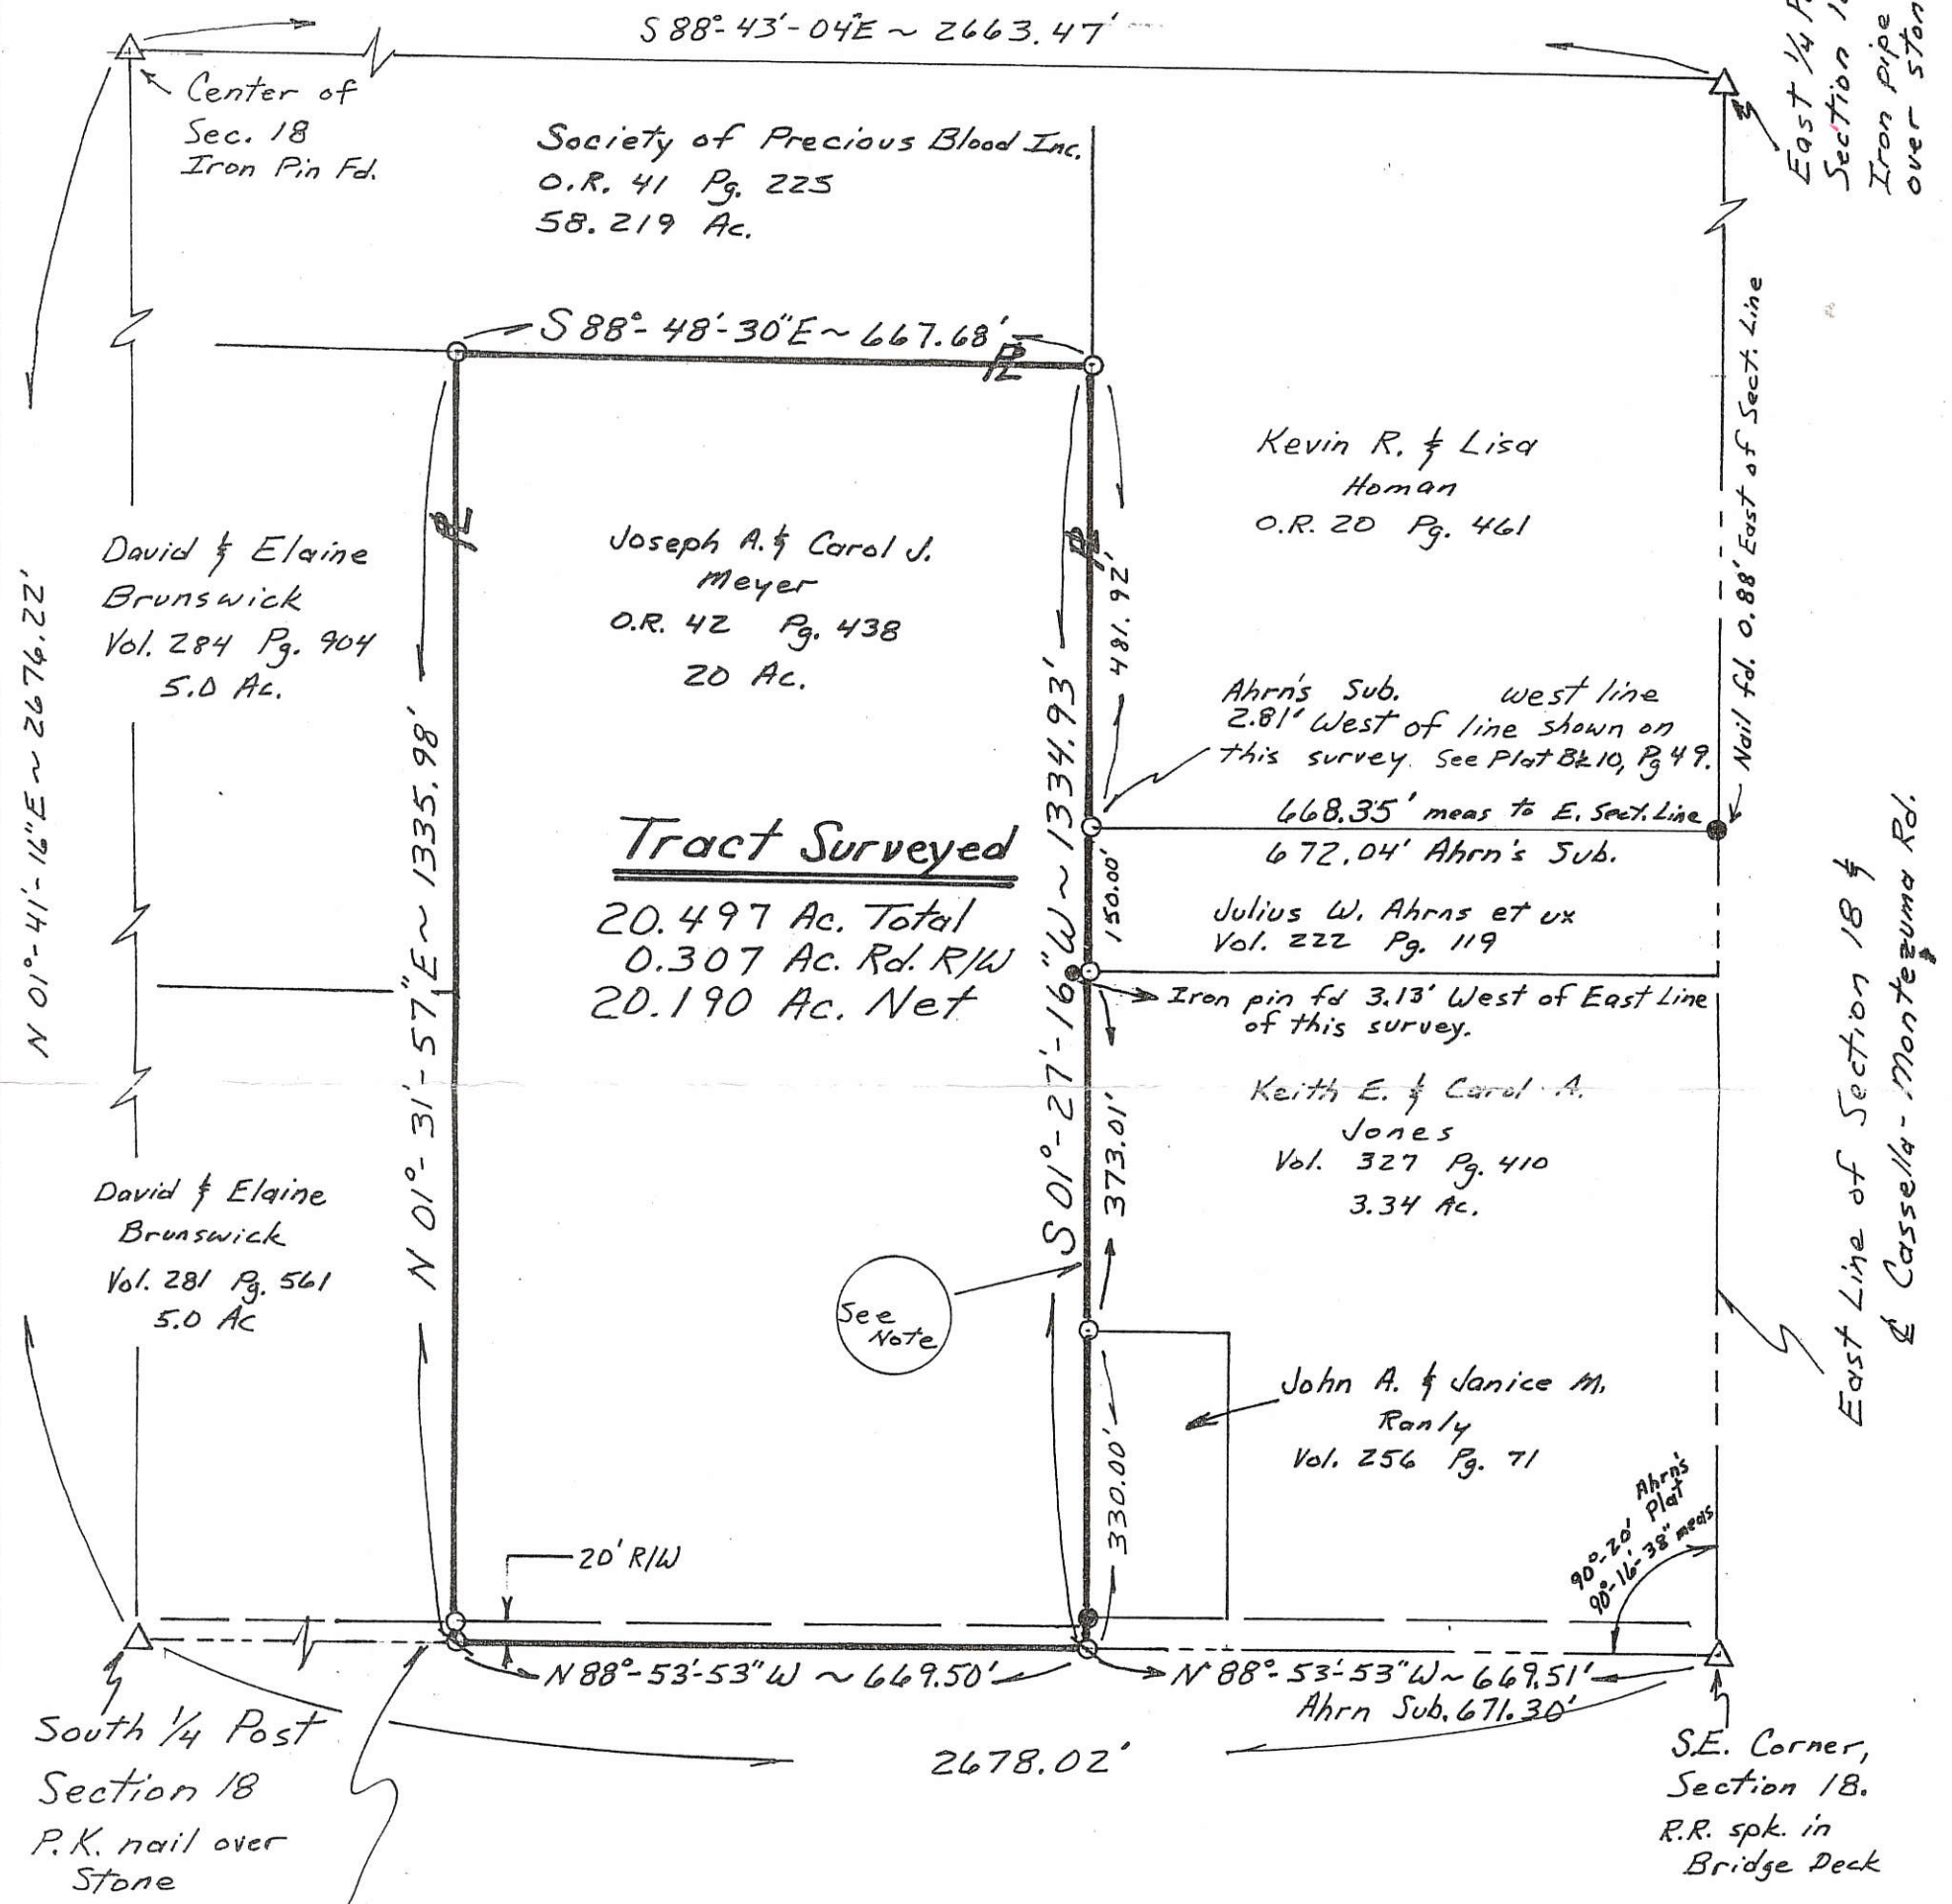 S 88°-43'-04"E ~ 2663.47'
Center of
Sec. 18
Iron Pin Fd.
Society of Precious Blood Inc.
O.R. 41 Pg. 225
58.219 Ac.
East 1/4
Section
Iron pipe
over
S 88°-48'-30"E ~ 667.68'
PL
N 01°-41'-16"E ~ 2676.22'
David & Elaine
Brunswick
Vol. 284 Pg. 904
5.0 Ac.
PL
N 01°-31'-57"E ~ 1335.98'
Joseph A. & Carol J.
Meyer
O.R. 42 Pg. 438
20 Ac.
PL
S 01°-27'-16"W ~ 1334.93'
481.92'
Kevin R. & Lisa
Homan
O.R. 20 Pg. 461
Nail fd. 0.88' East of Sect. Line
Ahrn's Sub. west line
2.81' West of line shown on
this survey. See Plat Bk 10, Pg 49.
668.35' meas to E. Sect. Line
672.04' Ahrn's Sub.
150.00'
Julius W. Ahrns et ux
Vol. 222 Pg. 119
Tract Surveyed
20.497 Ac. Total
0.307 Ac. Rd. R/W
20.190 Ac. Net
Iron pin fd 3.13' West of East Line
of this survey.
373.01'
Keith E. & Carol A.
Jones
Vol. 327 Pg. 410
3.34 Ac.
East Line of Section 18 &
℄ Cassella-Montezuma Rd.
David & Elaine
Brunswick
Vol. 281 Pg. 561
5.0 Ac
See
Note
330.00'
John A. & Janice M.
Ranly
Vol. 256 Pg. 71
Ahrn's
Plat
90°-20'
90°-16'-38" meas
20' R/W
N 88°-53'-53"W ~ 669.50'
N 88°-53'-53"W ~ 669.51'
Ahrn Sub. 671.30'
2678.02'
South 1/4 Post
Section 18
P.K. nail over
Stone
S.E. Corner,
Section 18.
R.R. spk. in
Bridge Deck